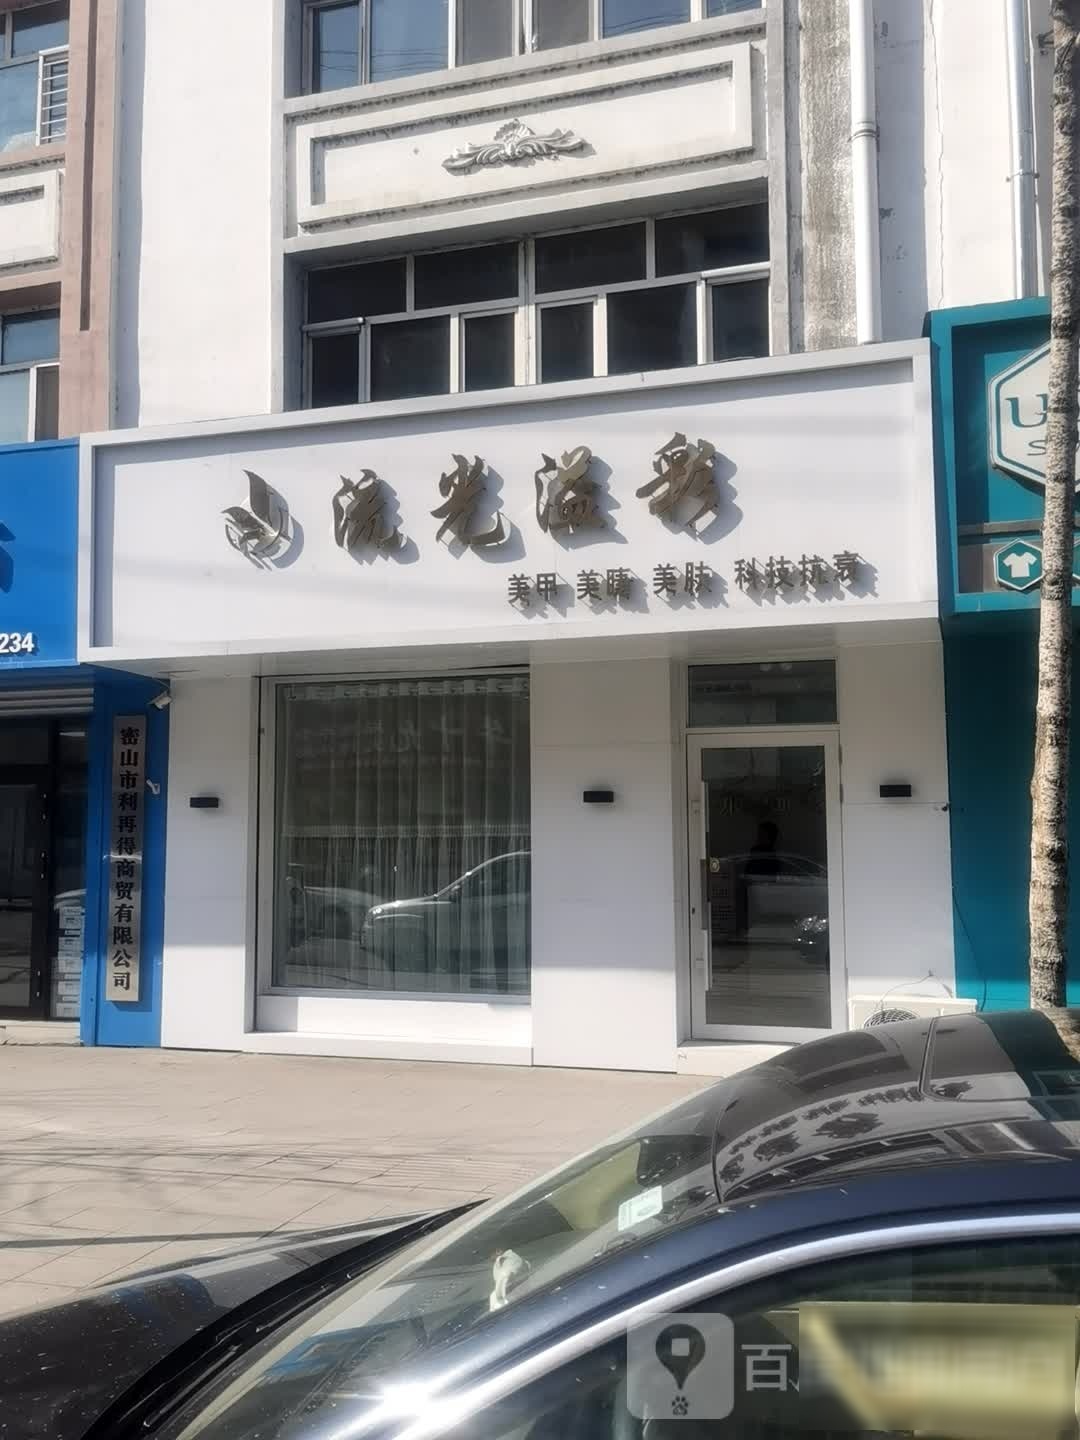 流光溢彩
美甲 美睫 美肤 科技抗衰
234
密山市利再得商贸有限公司
U
S
百